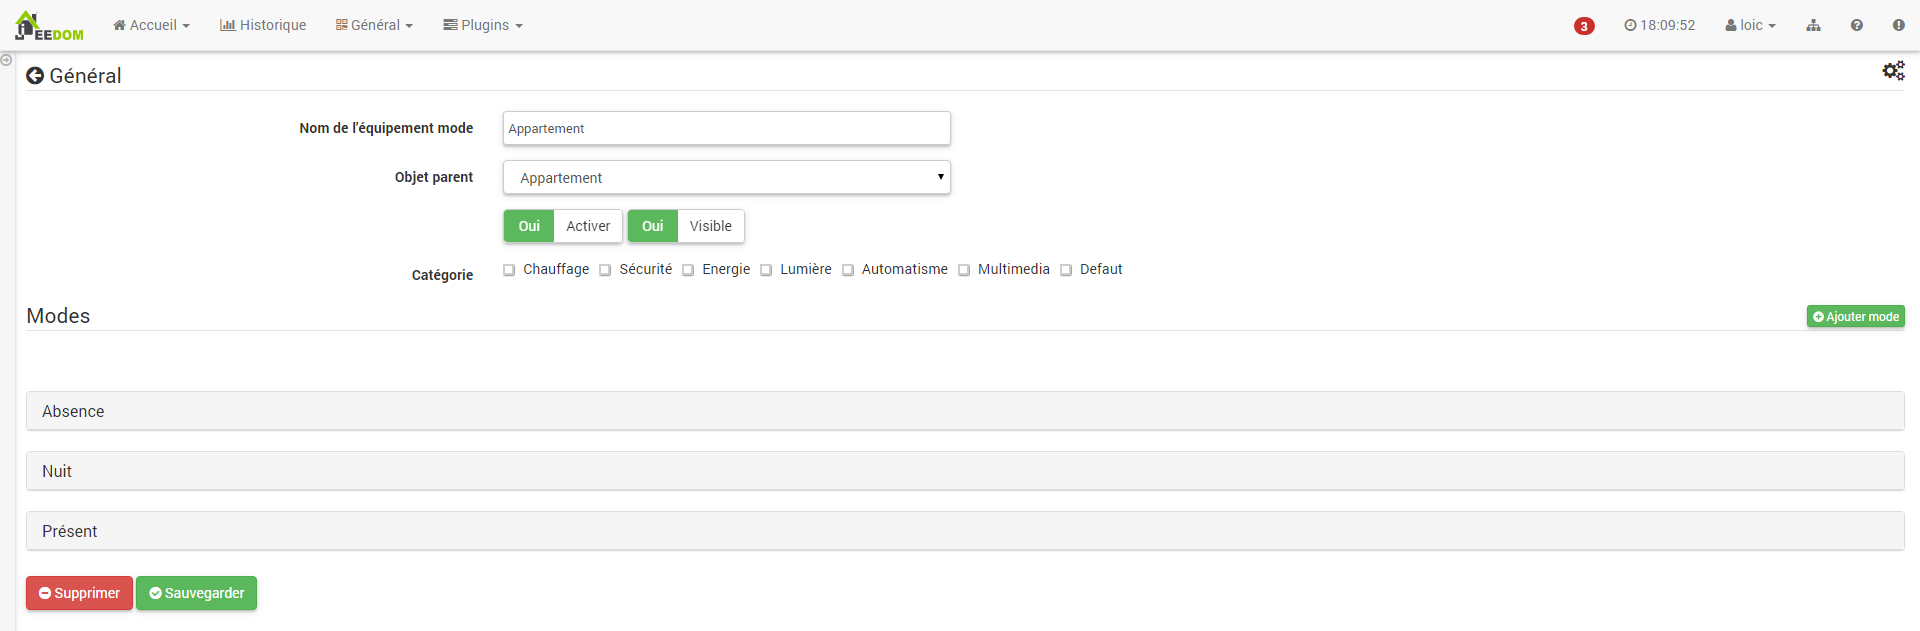 JEEDOM Accueil Historique Général Plugins 3 18:09:52 loic
Général
Nom de l'équipement mode Appartement
Objet parent Appartement
Oui Activer Oui Visible
Catégorie Chauffage Sécurité Energie Lumière Automatisme Multimedia Defaut
Modes Ajouter mode
Absence
Nuit
Présent
Supprimer Sauvegarder